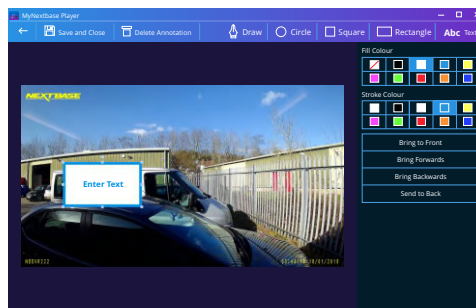 MyNextbase Player
Save and Close
Delete Annotation
Draw
Circle
Square
Rectangle
Abc Text
Fill Colour
Stroke Colour
Bring to Front
Bring Forwards
Bring Backwards
Send to Back
NEXTBASE
Enter Text